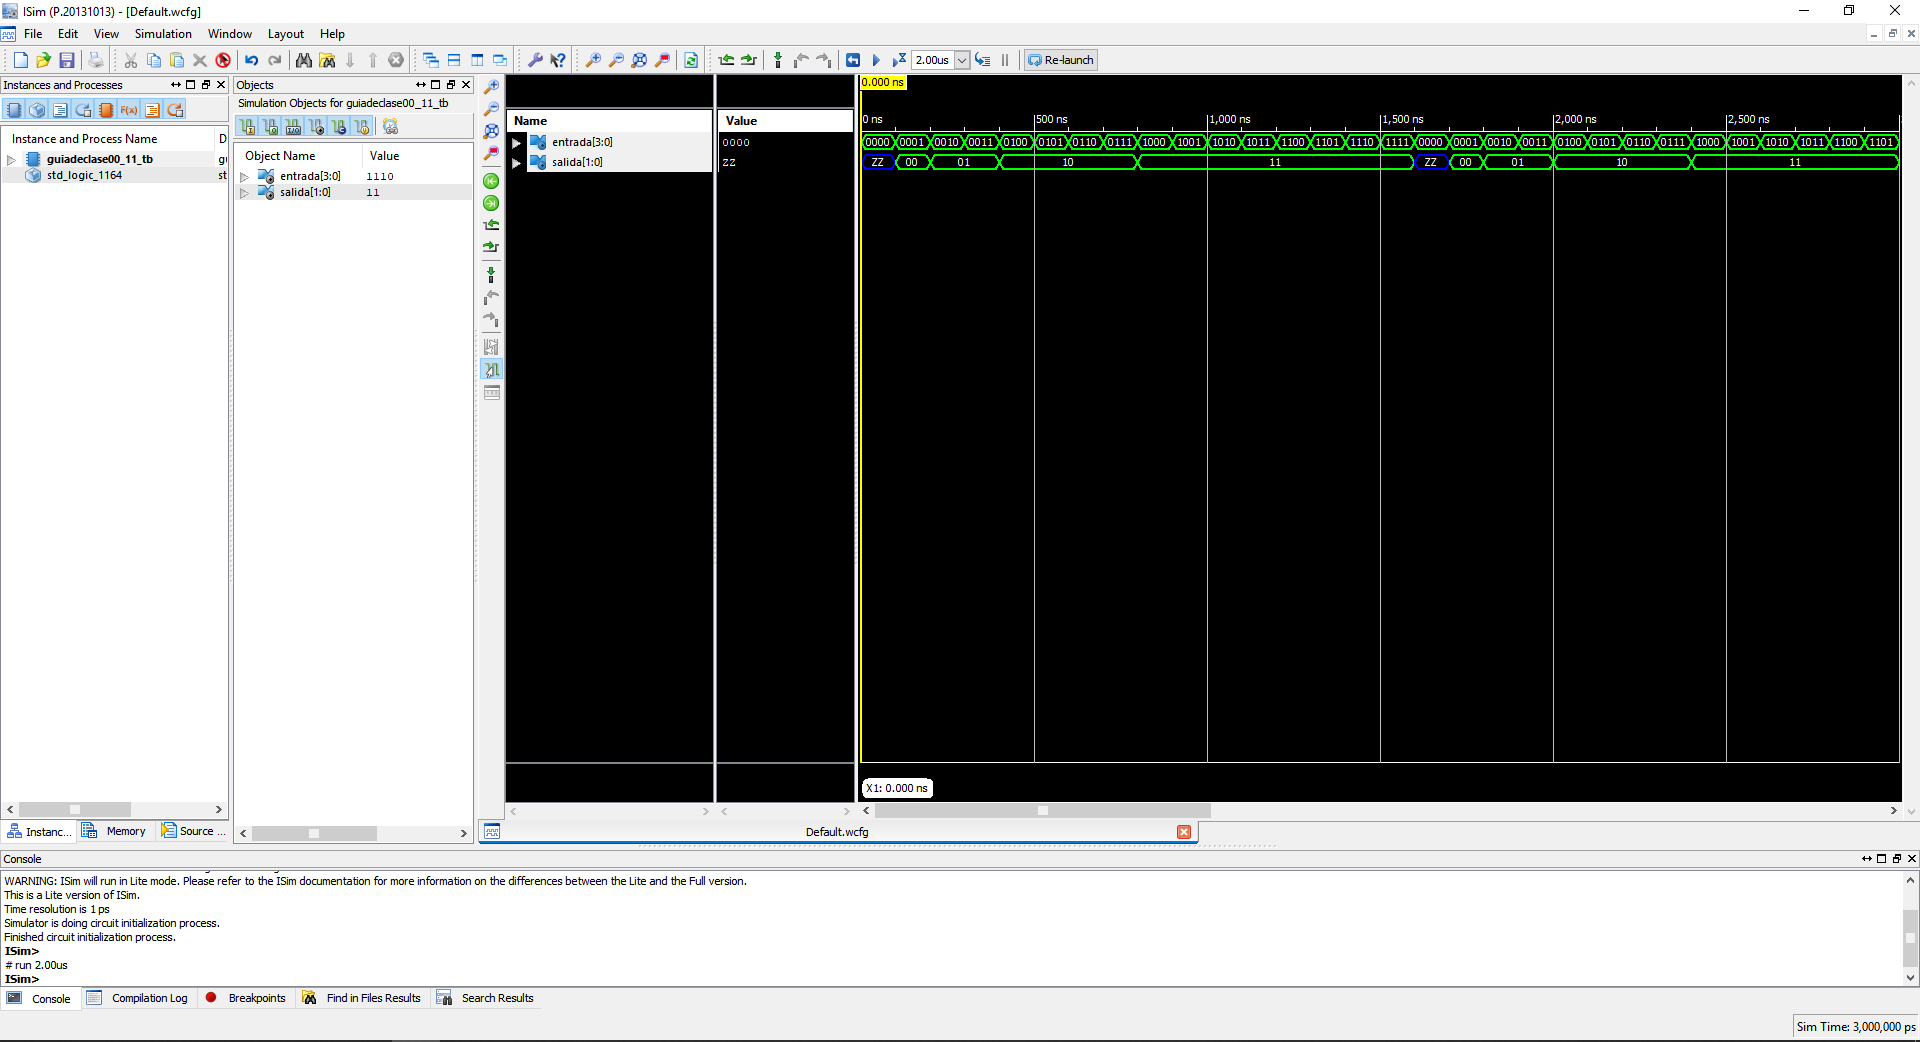 ISim (P.20131013) - [Default.wcfg]
File Edit View Simulation Window Layout Help
2.00us Re-launch
Instances and Processes
Instance and Process Name D
guiadeclase00_11_tb
std_logic_1164 st
Instanc... Memory Source ...
Objects
Simulation Objects for guiadeclase00_11_tb
Object Name Value
entrada[3:0] 1110
salida[1:0] 11
Name Value
entrada[3:0] 0000
salida[1:0] ZZ
0.000 ns
0 ns 500 ns 1,000 ns 1,500 ns 2,000 ns 2,500 ns
0000 0001 0010 0011 0100 0101 0110 0111 1000 1001 1010 1011 1100 1101 1110 1111 0000 0001 0010 0011 0100 0101 0110 0111 1000 1001 1010 1011 1100 1101
ZZ 00 01 10 11 ZZ 00 01 10 11
X1: 0.000 ns
Default.wcfg
Console
WARNING: ISim will run in Lite mode. Please refer to the ISim documentation for more information on the differences between the Lite and the Full version.
This is a Lite version of ISim.
Time resolution is 1 ps
Simulator is doing circuit initialization process.
Finished circuit initialization process.
ISim>
# run 2.00us
ISim>
Console Compilation Log Breakpoints Find in Files Results Search Results
Sim Time: 3,000,000 ps